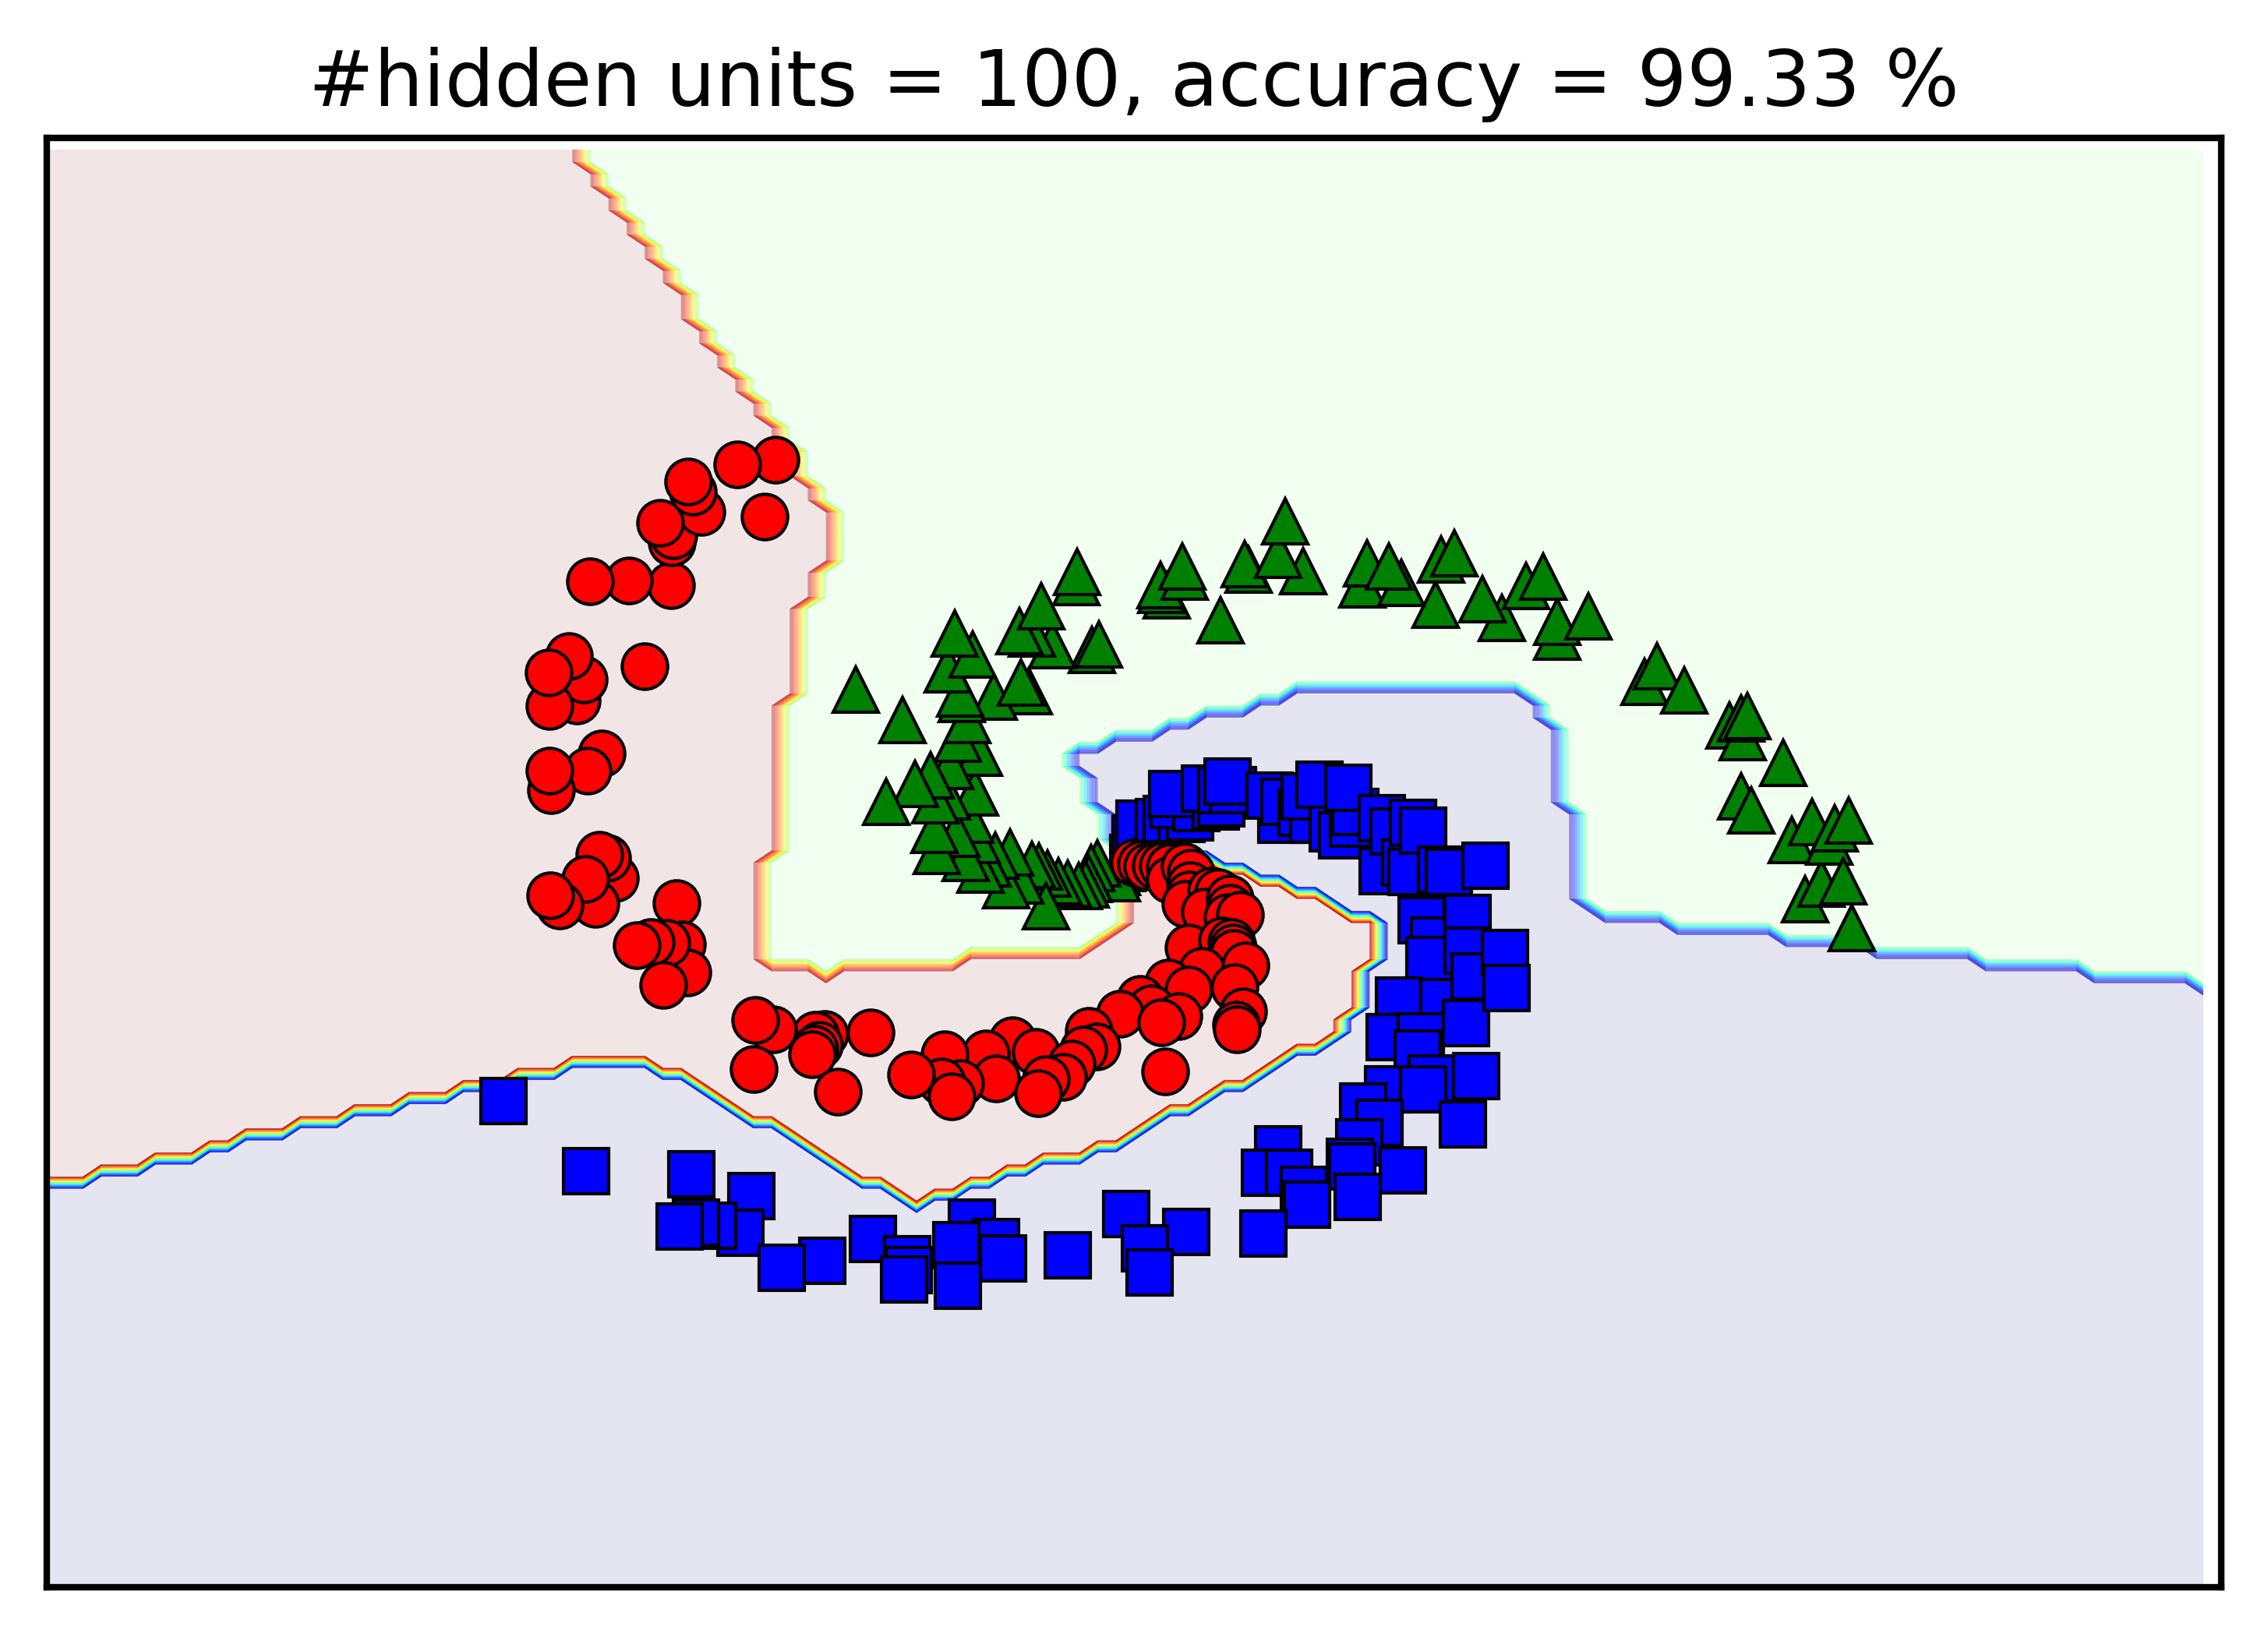 #hidden units = 100, accuracy = 99.33 %